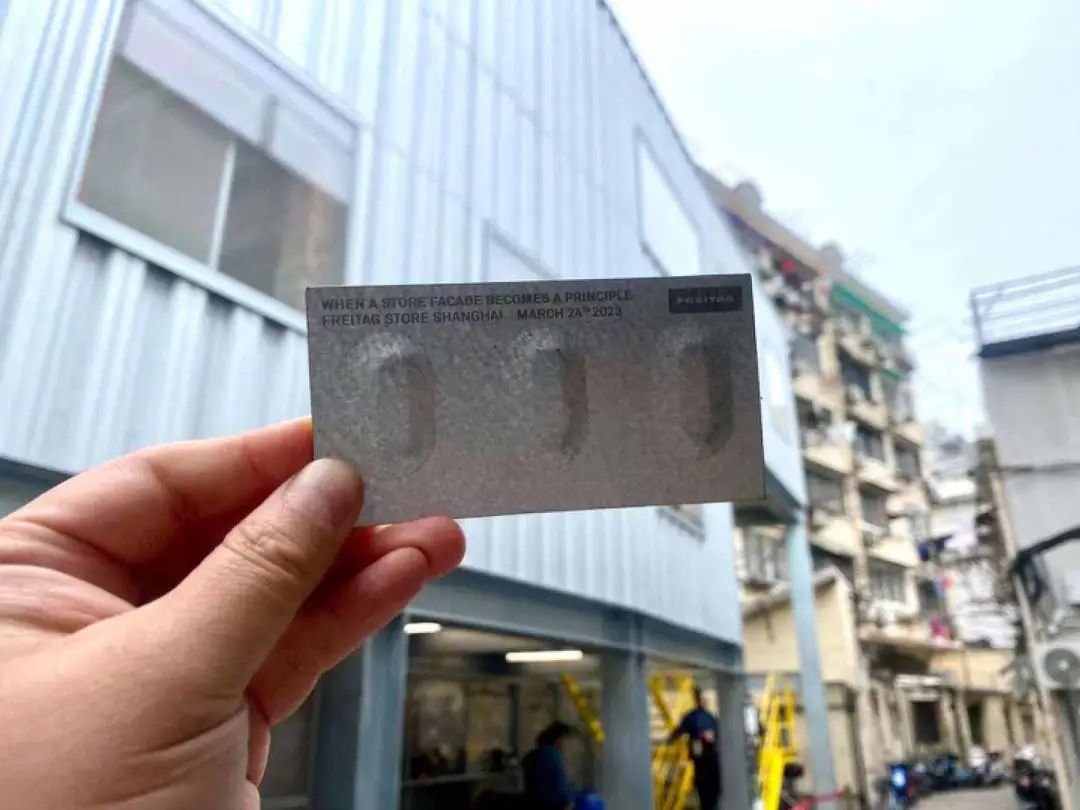 WHEN A STORE FACADE BECOMES A PRINCIPLE FREITAG
FREITAG STORE SHANGHAI MARCH 24TH 2023